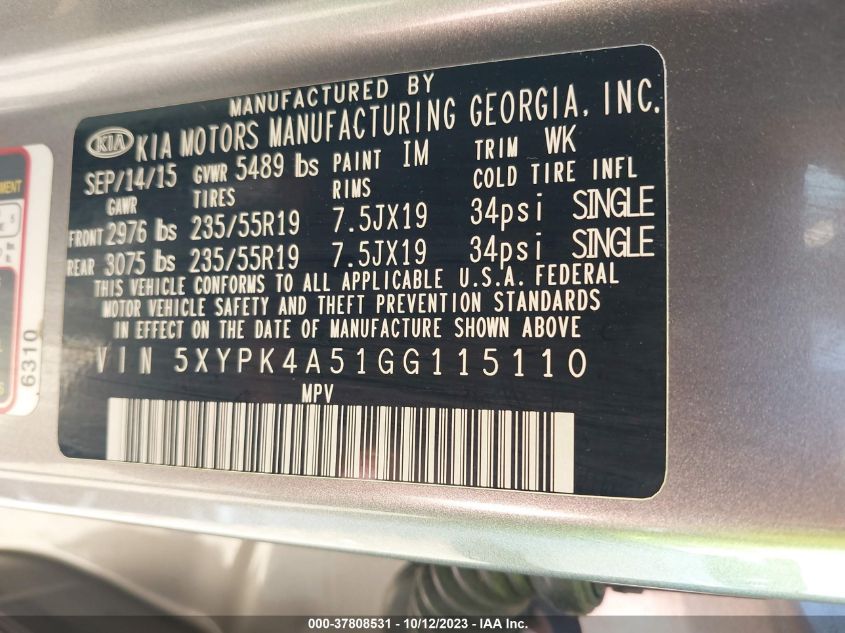 MANUFACTURED BY
KIA KIA MOTORS MANUFACTURING GEORGIA, INC.
SEP/14/15 GVWR 5489 lbs PAINT IM TRIM WK
GAWR TIRES RIMS COLD TIRE INFL
FRONT 2976 lbs 235/55R19 7.5JX19 34psi SINGLE
REAR 3075 lbs 235/55R19 7.5JX19 34psi SINGLE
THIS VEHICLE CONFORMS TO ALL APPLICABLE U.S.A. FEDERAL
MOTOR VEHICLE SAFETY AND THEFT PREVENTION STANDARDS
IN EFFECT ON THE DATE OF MANUFACTURE SHOWN ABOVE
VIN 5XYPK4A51GG115110
MPV
6310
000-37808531 - 10/12/2023 - IAA Inc.